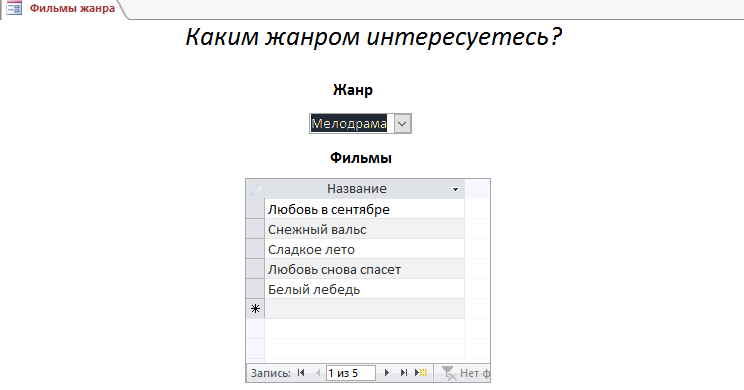 Фильмы жанра
Каким жанром интересуетесь?
Жанр
Мелодрама
Фильмы
Название
Любовь в сентябре
Снежный вальс
Сладкое лето
Любовь снова спасет
Белый лебедь
Запись: 1 из 5 Нет ф